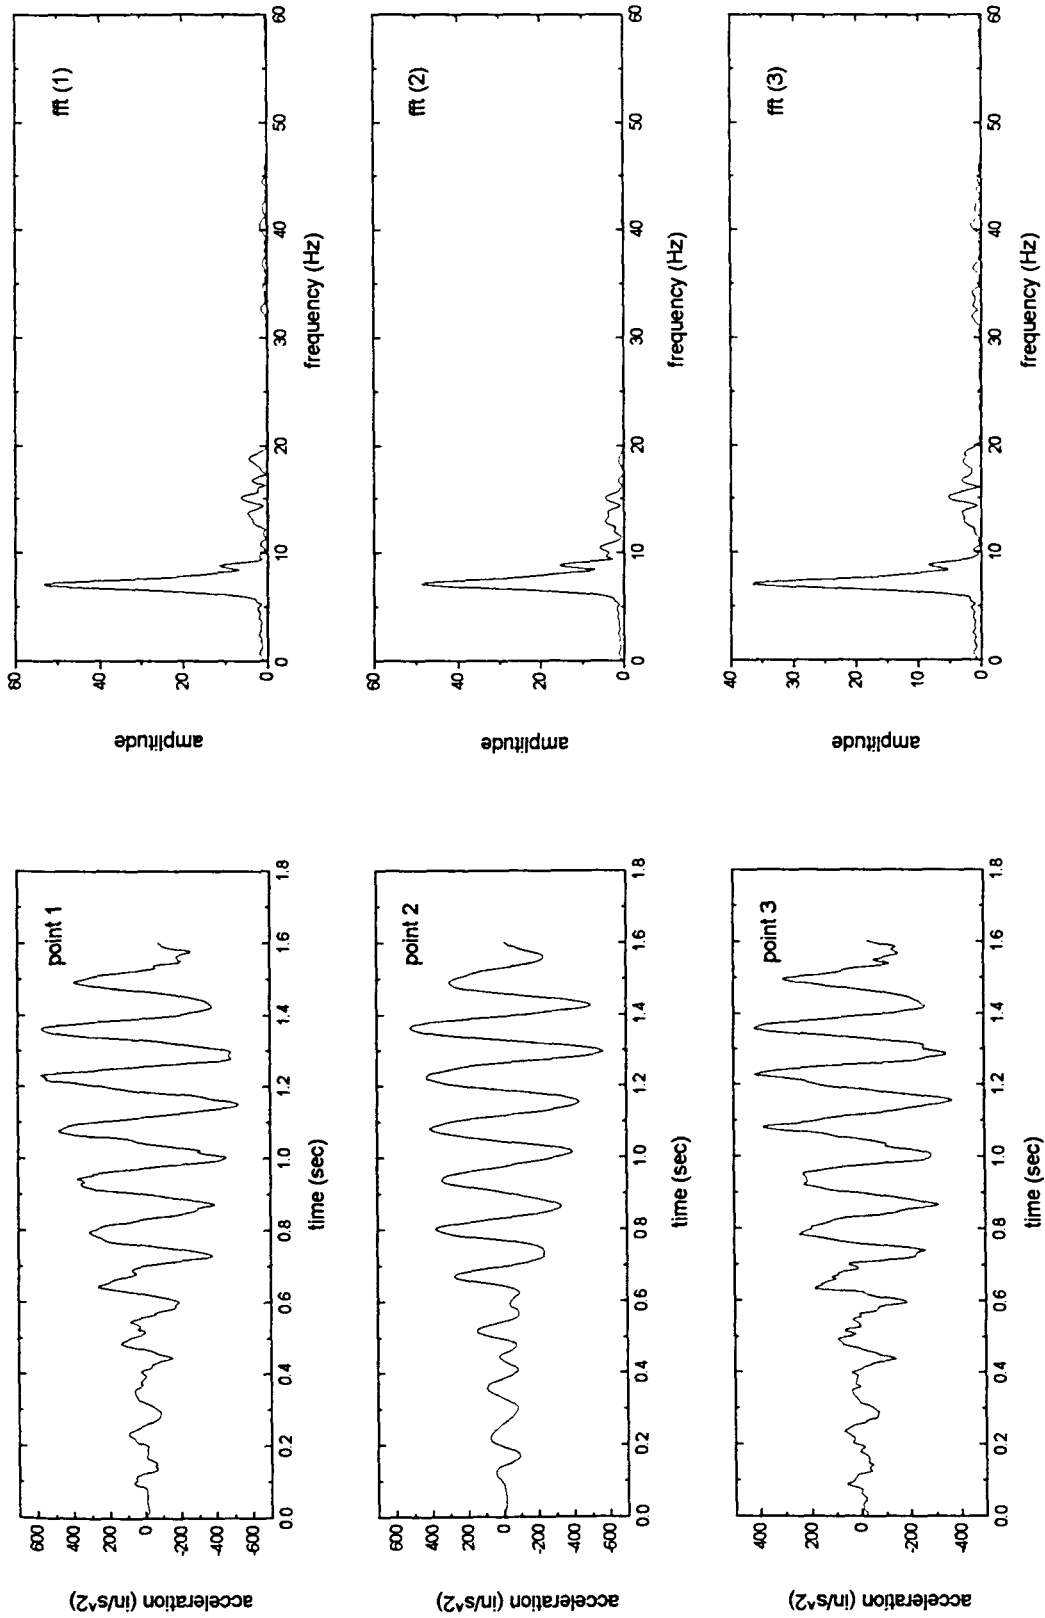 acceleration (in/s^2)
600
400
200
0
-200
-400
-600
point 1
0.0 0.2 0.4 0.6 0.8 1.0 1.2 1.4 1.6 1.8
time (sec)
amplitude
80
60
40
20
0
fft (1)
0 10 20 30 40 50 60
frequency (Hz)
acceleration (in/s^2)
600
400
200
0
-200
-400
-600
point 2
0.0 0.2 0.4 0.6 0.8 1.0 1.2 1.4 1.6 1.8
time (sec)
amplitude
60
40
20
0
fft (2)
0 10 20 30 40 50 60
frequency (Hz)
acceleration (in/s^2)
400
200
0
-200
-400
point 3
0.0 0.2 0.4 0.6 0.8 1.0 1.2 1.4 1.6 1.8
time (sec)
amplitude
40
30
20
10
0
fft (3)
0 10 20 30 40 50 60
frequency (Hz)